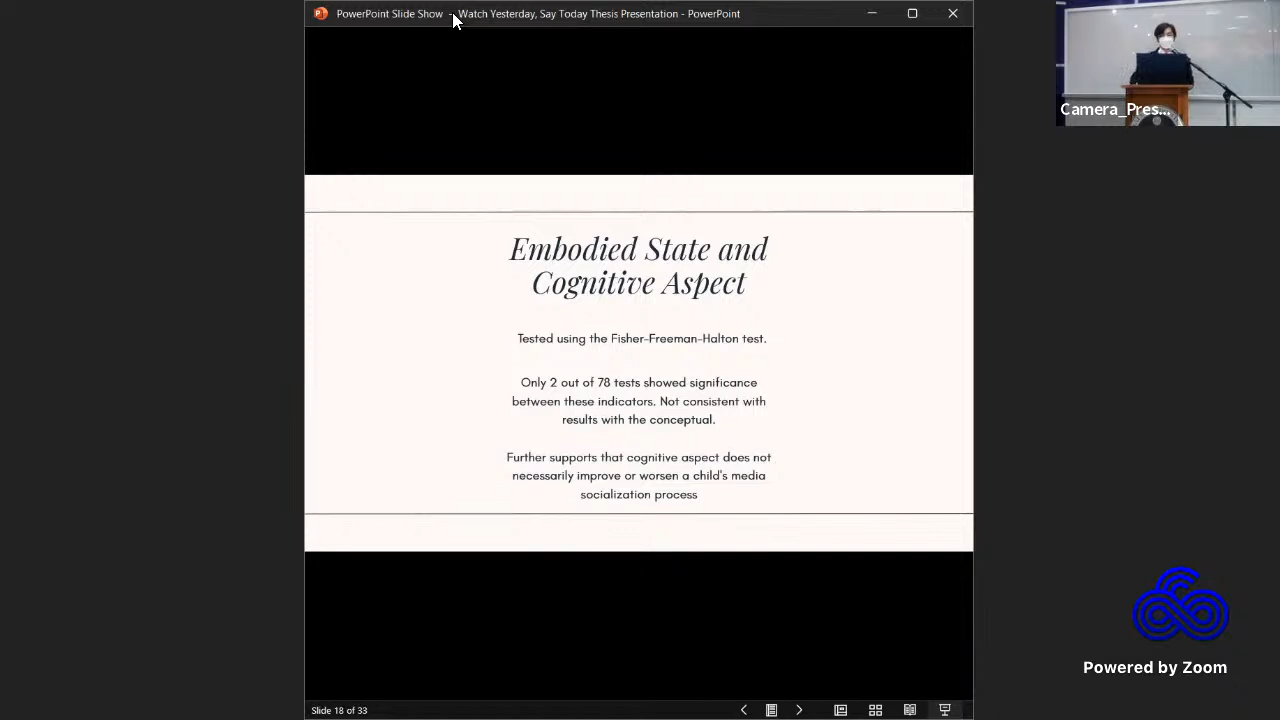 PowerPoint Slide Show - Watch Yesterday, Say Today Thesis Presentation - PowerPoint
Camera_Pres...
Embodied State and
Cognitive Aspect
Tested using the Fisher-Freeman-Halton test.
Only 2 out of 78 tests showed significance
between these indicators. Not consistent with
results with the conceptual.
Further supports that cognitive aspect does not
necessarily improve or worsen a child's media
socialization process
Powered by Zoom
Slide 18 of 33